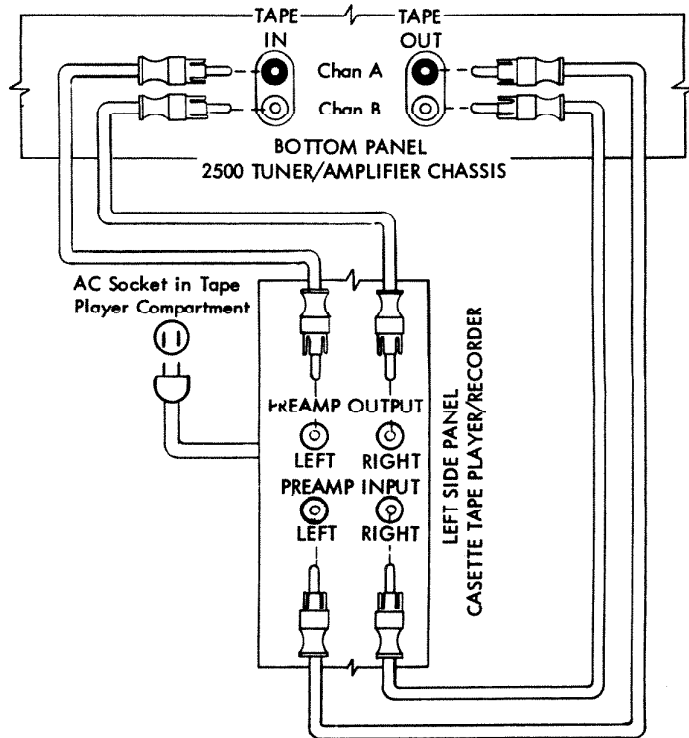 TAPE IN
TAPE OUT
Chan A
Chan B
BOTTOM PANEL
2500 TUNER/AMPLIFIER CHASSIS
AC Socket in Tape
Player Compartment
PREAMP OUTPUT
LEFT RIGHT
PREAMP INPUT
LEFT RIGHT
LEFT SIDE PANEL
CASETTE TAPE PLAYER/RECORDER